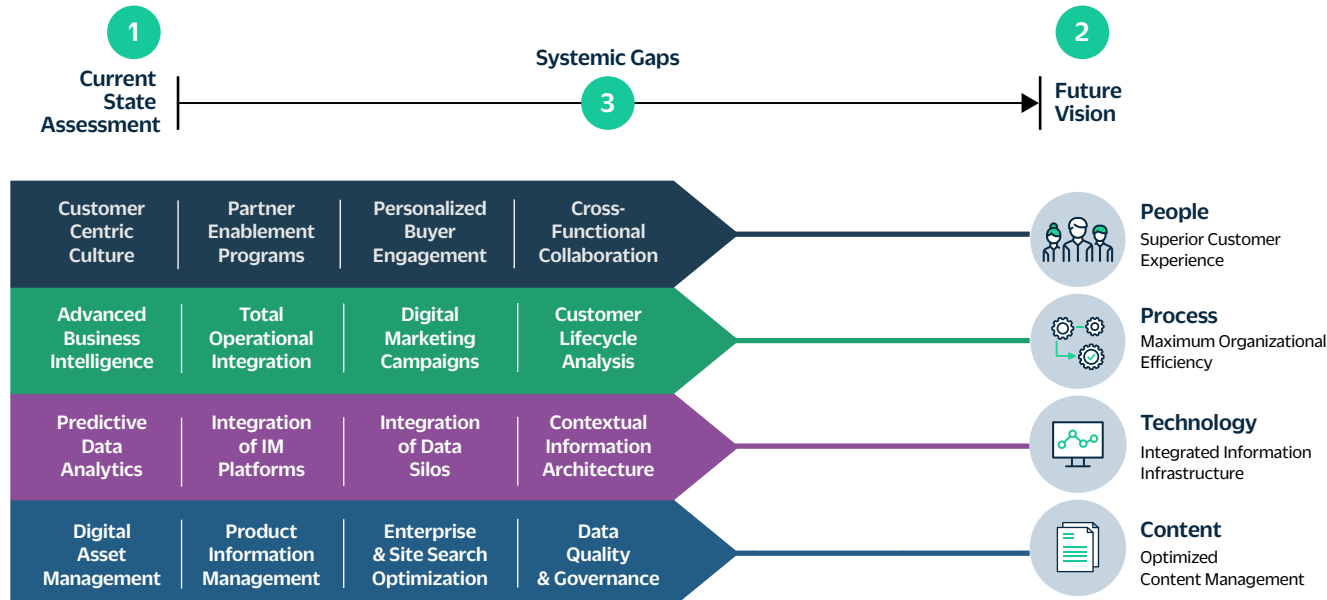 1
Current
State
Assessment
Systemic Gaps
3
2
Future
Vision
Customer
Centric
Culture
Partner
Enablement
Programs
Personalized
Buyer
Engagement
Cross-
Functional
Collaboration
People
Superior Customer
Experience
Advanced
Business
Intelligence
Total
Operational
Integration
Digital
Marketing
Campaigns
Customer
Lifecycle
Analysis
Process
Maximum Organizational
Efficiency
Predictive
Data
Analytics
Integration
of IM
Platforms
Integration
of Data
Silos
Contextual
Information
Architecture
Technology
Integrated Information
Infrastructure
Digital
Asset
Management
Product
Information
Management
Enterprise
& Site Search
Optimization
Data
Quality
& Governance
Content
Optimized
Content Management